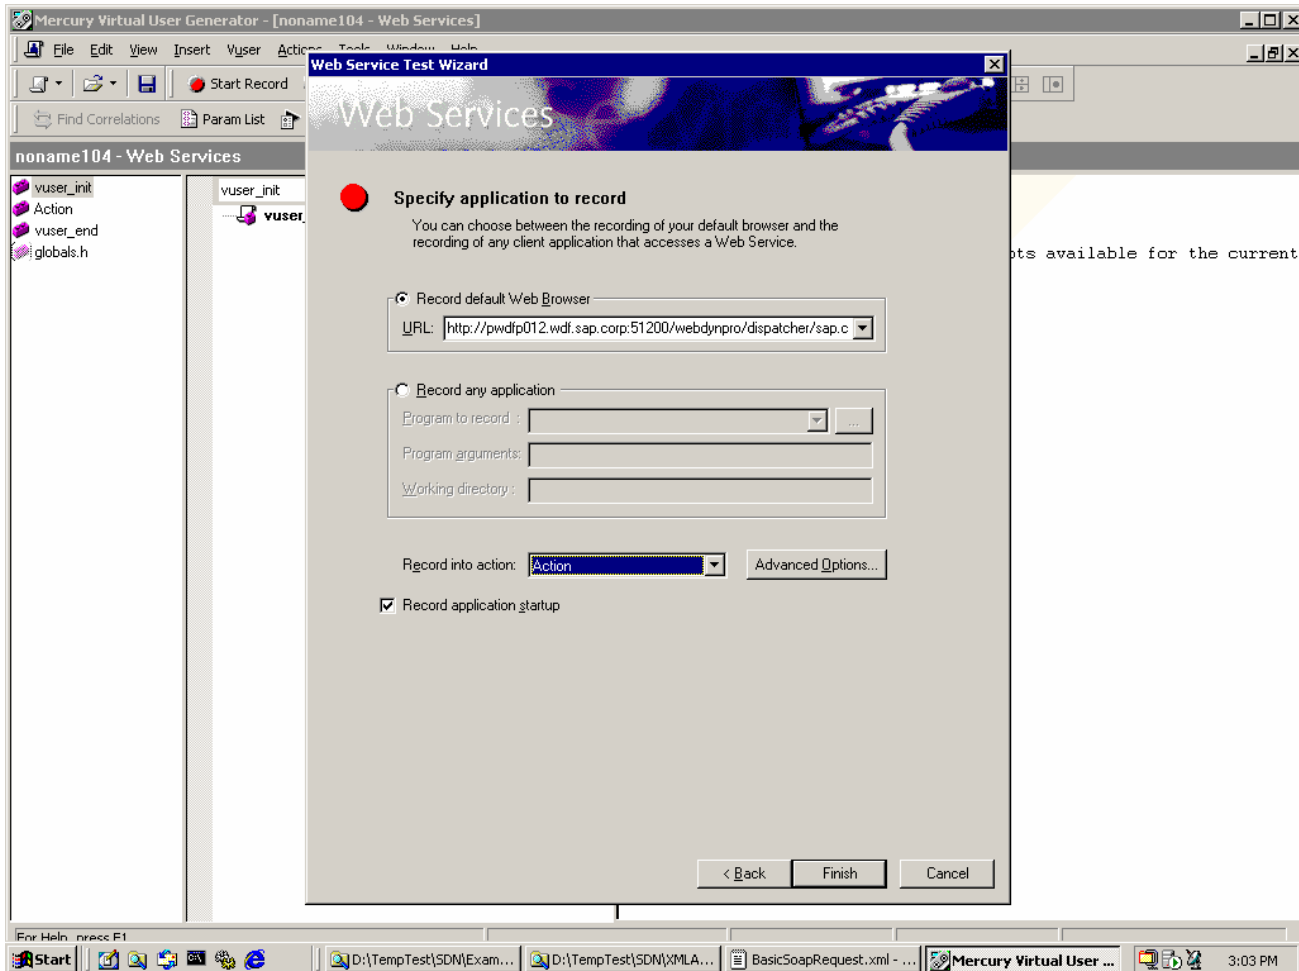 Mercury Virtual User Generator - [noname104 - Web Services]
File Edit View Insert Vuser Actions Tools Window Help
Web Service Test Wizard
Start Record
Web Services
Find Correlations Param List
noname104 - Web Services
vuser_init
Action
vuser_end
globals.h
vuser_init
vuser_
Specify application to record
You can choose between the recording of your default browser and the
recording of any client application that accesses a Web Service.
pts available for the current
Record default Web Browser
URL: http://pwdfp012.wdf.sap.corp:51200/webdynpro/dispatcher/sap.c
Record any application
Program to record :
...
Program arguments:
Working directory :
Record into action: Action
Advanced Options...
Record application startup
< Back Finish Cancel
For Help, press F1
Start D:\TempTest\SDN\Exam... D:\TempTest\SDN\XMLA... BasicSoapRequest.xml - ... Mercury Virtual User ... 3:03 PM